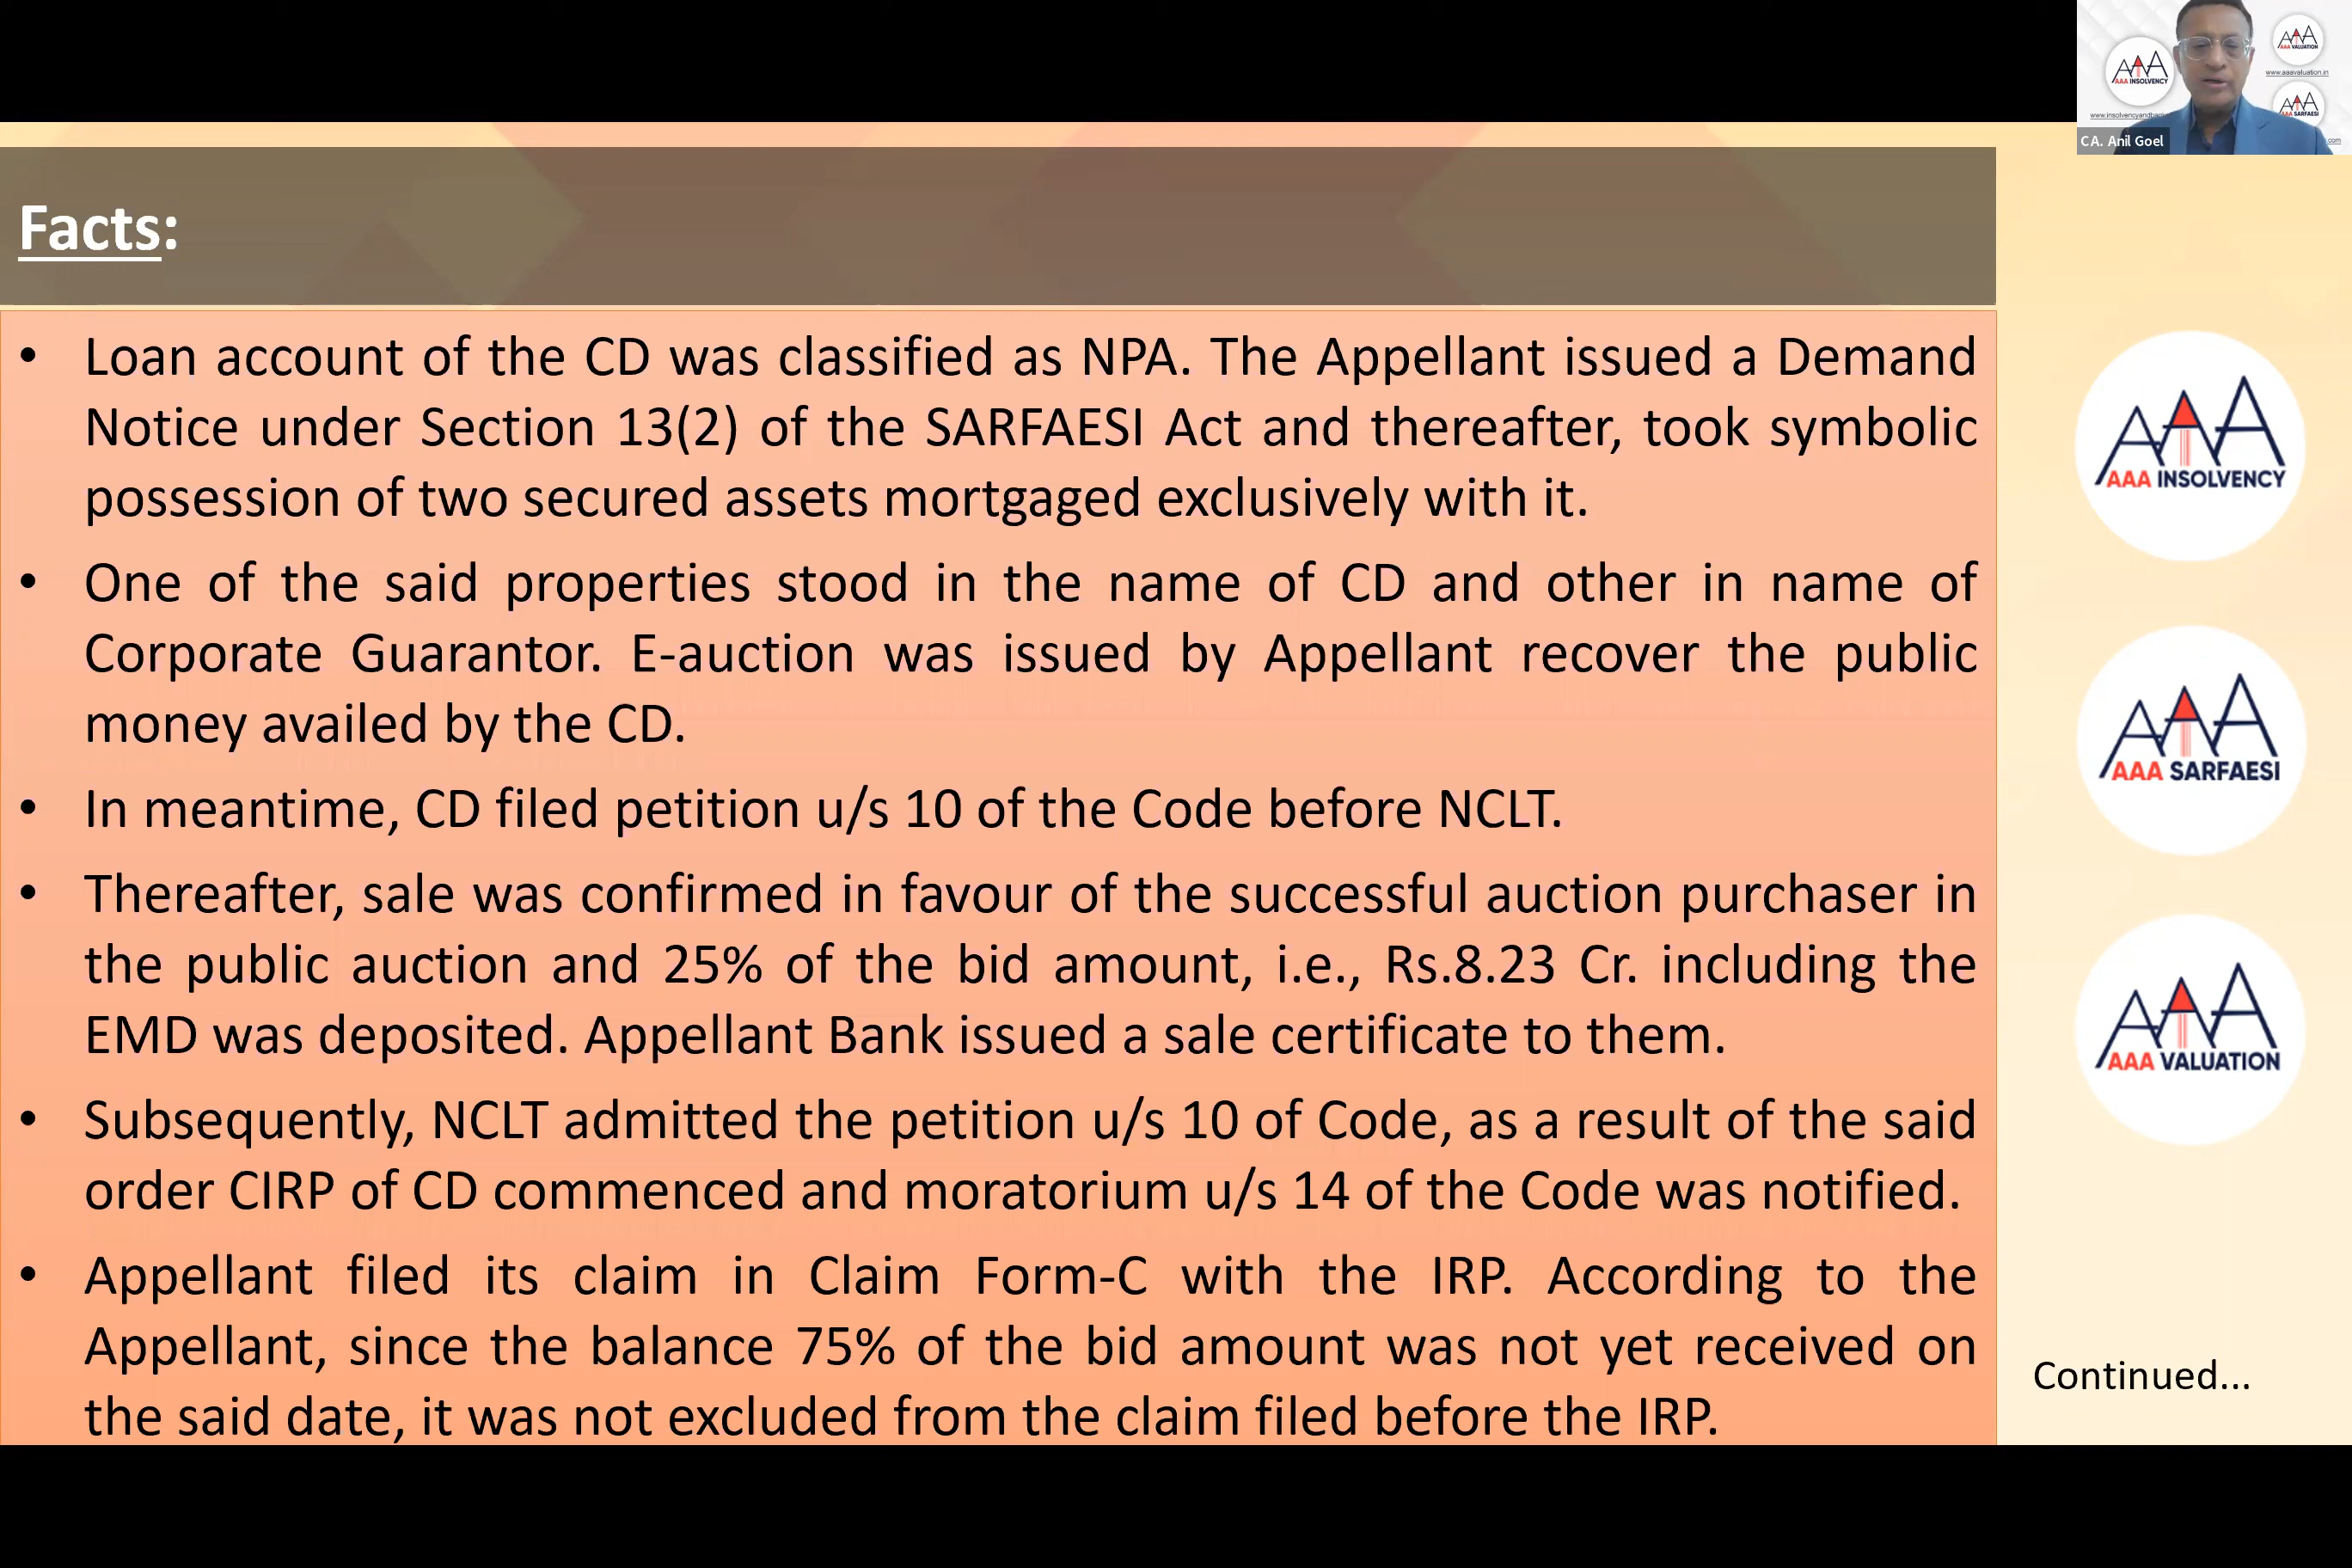 AAA INSOLVENCY
AAA VALUATION
www.aaavaluation.in
AAA SARFAESI
CA. Anil Goel
Facts:
• Loan account of the CD was classified as NPA. The Appellant issued a Demand
Notice under Section 13(2) of the SARFAESI Act and thereafter, took symbolic
possession of two secured assets mortgaged exclusively with it.
• One of the said properties stood in the name of CD and other in name of
Corporate Guarantor. E-auction was issued by Appellant recover the public
money availed by the CD.
• In meantime, CD filed petition u/s 10 of the Code before NCLT.
• Thereafter, sale was confirmed in favour of the successful auction purchaser in
the public auction and 25% of the bid amount, i.e., Rs.8.23 Cr. including the
EMD was deposited. Appellant Bank issued a sale certificate to them.
• Subsequently, NCLT admitted the petition u/s 10 of Code, as a result of the said
order CIRP of CD commenced and moratorium u/s 14 of the Code was notified.
• Appellant filed its claim in Claim Form-C with the IRP. According to the
Appellant, since the balance 75% of the bid amount was not yet received on
the said date, it was not excluded from the claim filed before the IRP.
AAA INSOLVENCY
AAA SARFAESI
AAA VALUATION
Continued...